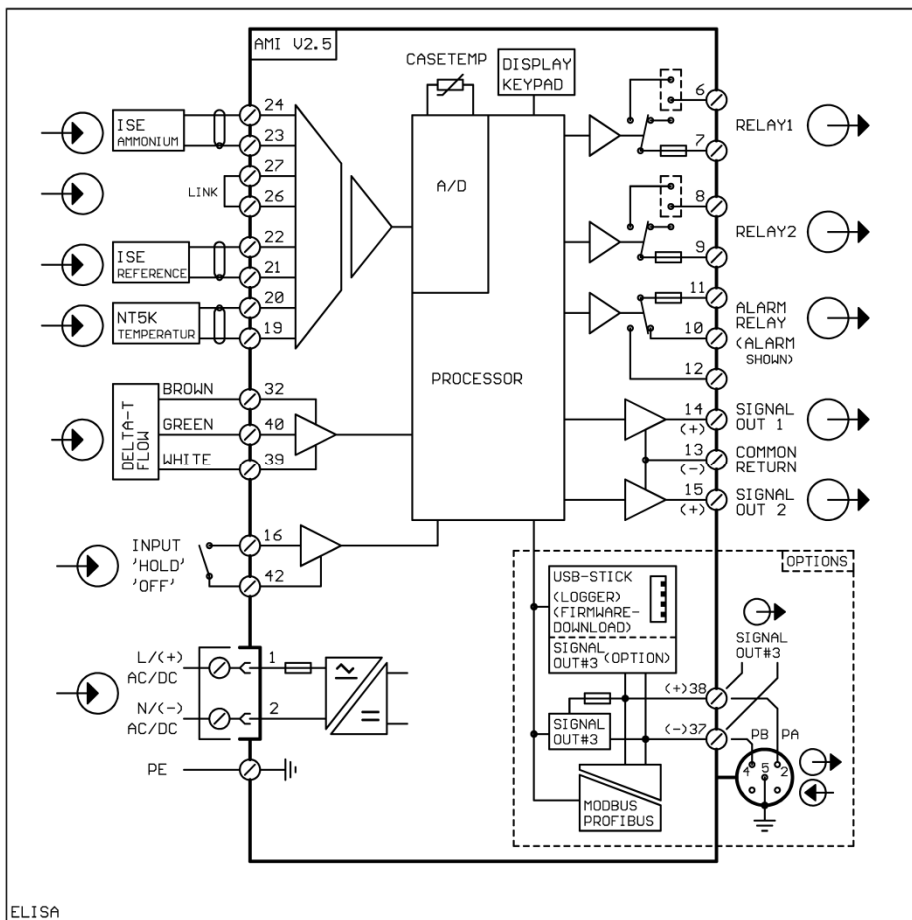 AMI V2.5
CASETEMP
DISPLAY
KEYPAD
A/D
PROCESSOR
ISE
AMMONIUM
24
23
LINK
27
26
ISE
REFERENCE
22
21
NT5K
TEMPERATUR
20
19
DELTA-T
FLOW
BROWN
32
GREEN
40
WHITE
39
INPUT
'HOLD'
'OFF'
16
42
L/(+)
AC/DC
1
N/(-)
AC/DC
2
PE
6
RELAY1
7
8
RELAY2
9
11
ALARM
RELAY
10
(ALARM
SHOWN)
12
14
(+)
SIGNAL
OUT 1
13
(-)
COMMON
RETURN
15
(+)
SIGNAL
OUT 2
OPTIONS
USB-STICK
(LOGGER)
(FIRMWARE-
DOWNLOAD)
SIGNAL
OUT#3 (OPTION)
SIGNAL
OUT#3
(+)38
SIGNAL
OUT#3
(-)37
PB PA
4 5 2
MODBUS
PROFIBUS
ELISA